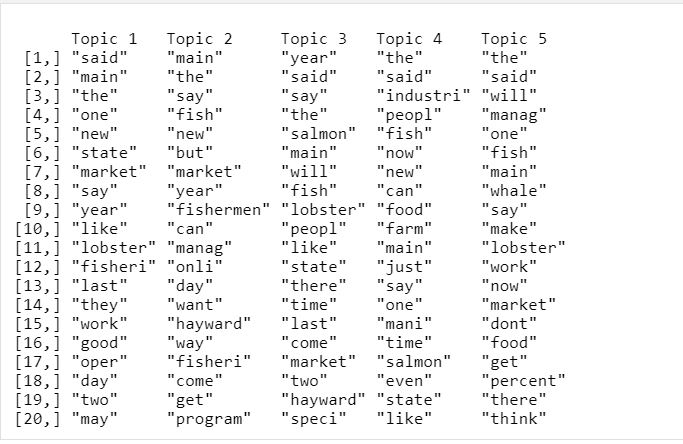 Topic 1 Topic 2 Topic 3 Topic 4 Topic 5
[1,] "said" "main" "year" "the" "the"
[2,] "main" "the" "said" "said" "said"
[3,] "the" "say" "say" "industri" "will"
[4,] "one" "fish" "the" "peopl" "manag"
[5,] "new" "new" "salmon" "fish" "one"
[6,] "state" "but" "main" "now" "fish"
[7,] "market" "market" "will" "new" "main"
[8,] "say" "year" "fish" "can" "whale"
[9,] "year" "fishermen" "lobster" "food" "say"
[10,] "like" "can" "peopl" "farm" "make"
[11,] "lobster" "manag" "like" "main" "lobster"
[12,] "fisheri" "onli" "state" "just" "work"
[13,] "last" "day" "there" "say" "now"
[14,] "they" "want" "time" "one" "market"
[15,] "work" "hayward" "last" "mani" "dont"
[16,] "good" "way" "come" "time" "food"
[17,] "oper" "fisheri" "market" "salmon" "get"
[18,] "day" "come" "two" "even" "percent"
[19,] "two" "get" "hayward" "state" "there"
[20,] "may" "program" "speci" "like" "think"